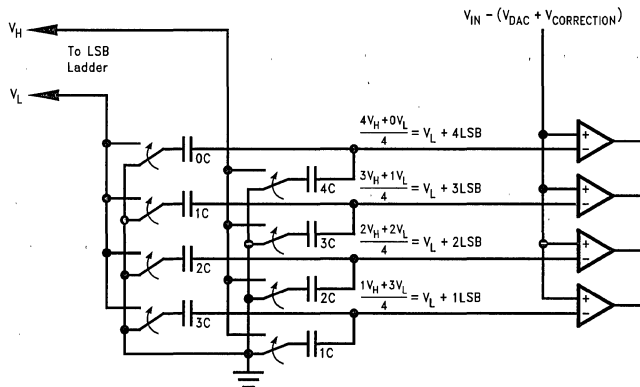 V_IN – (V_DAC + V_CORRECTION)
V_H
To LSB
Ladder
V_L
(4V_H + 0V_L)/4 = V_L + 4LSB
0C
4C
(3V_H + 1V_L)/4 = V_L + 3LSB
1C
3C
(2V_H + 2V_L)/4 = V_L + 2LSB
2C
2C
(1V_H + 3V_L)/4 = V_L + 1LSB
3C
1C
+
–
+
–
+
–
+
–